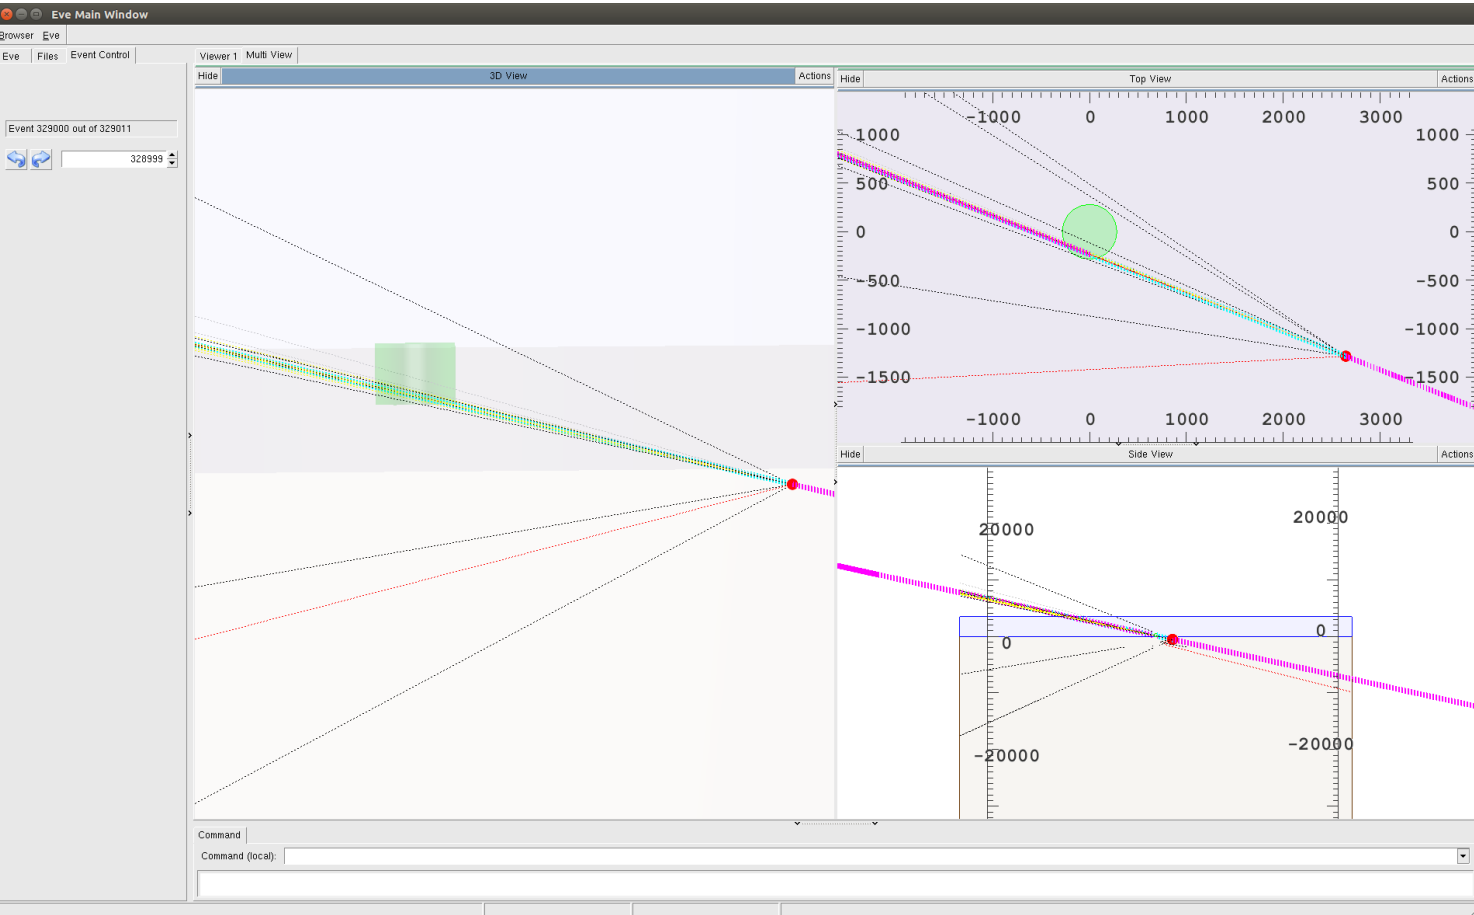 Eve Main Window
Browser Eve
Eve Files Event Control
Viewer 1 Multi View
Hide 3D View Actions
Hide Top View Actions
Event 329000 out of 329011
328999
-1000 0 1000 2000 3000
1000 1000
500 500
0 0
-500 -500
-1000 -1000
-1500 -1500
-1000 0 1000 2000 3000
Hide Side View Actions
20000 20000
0 0
-20000 -20000
Command
Command (local):